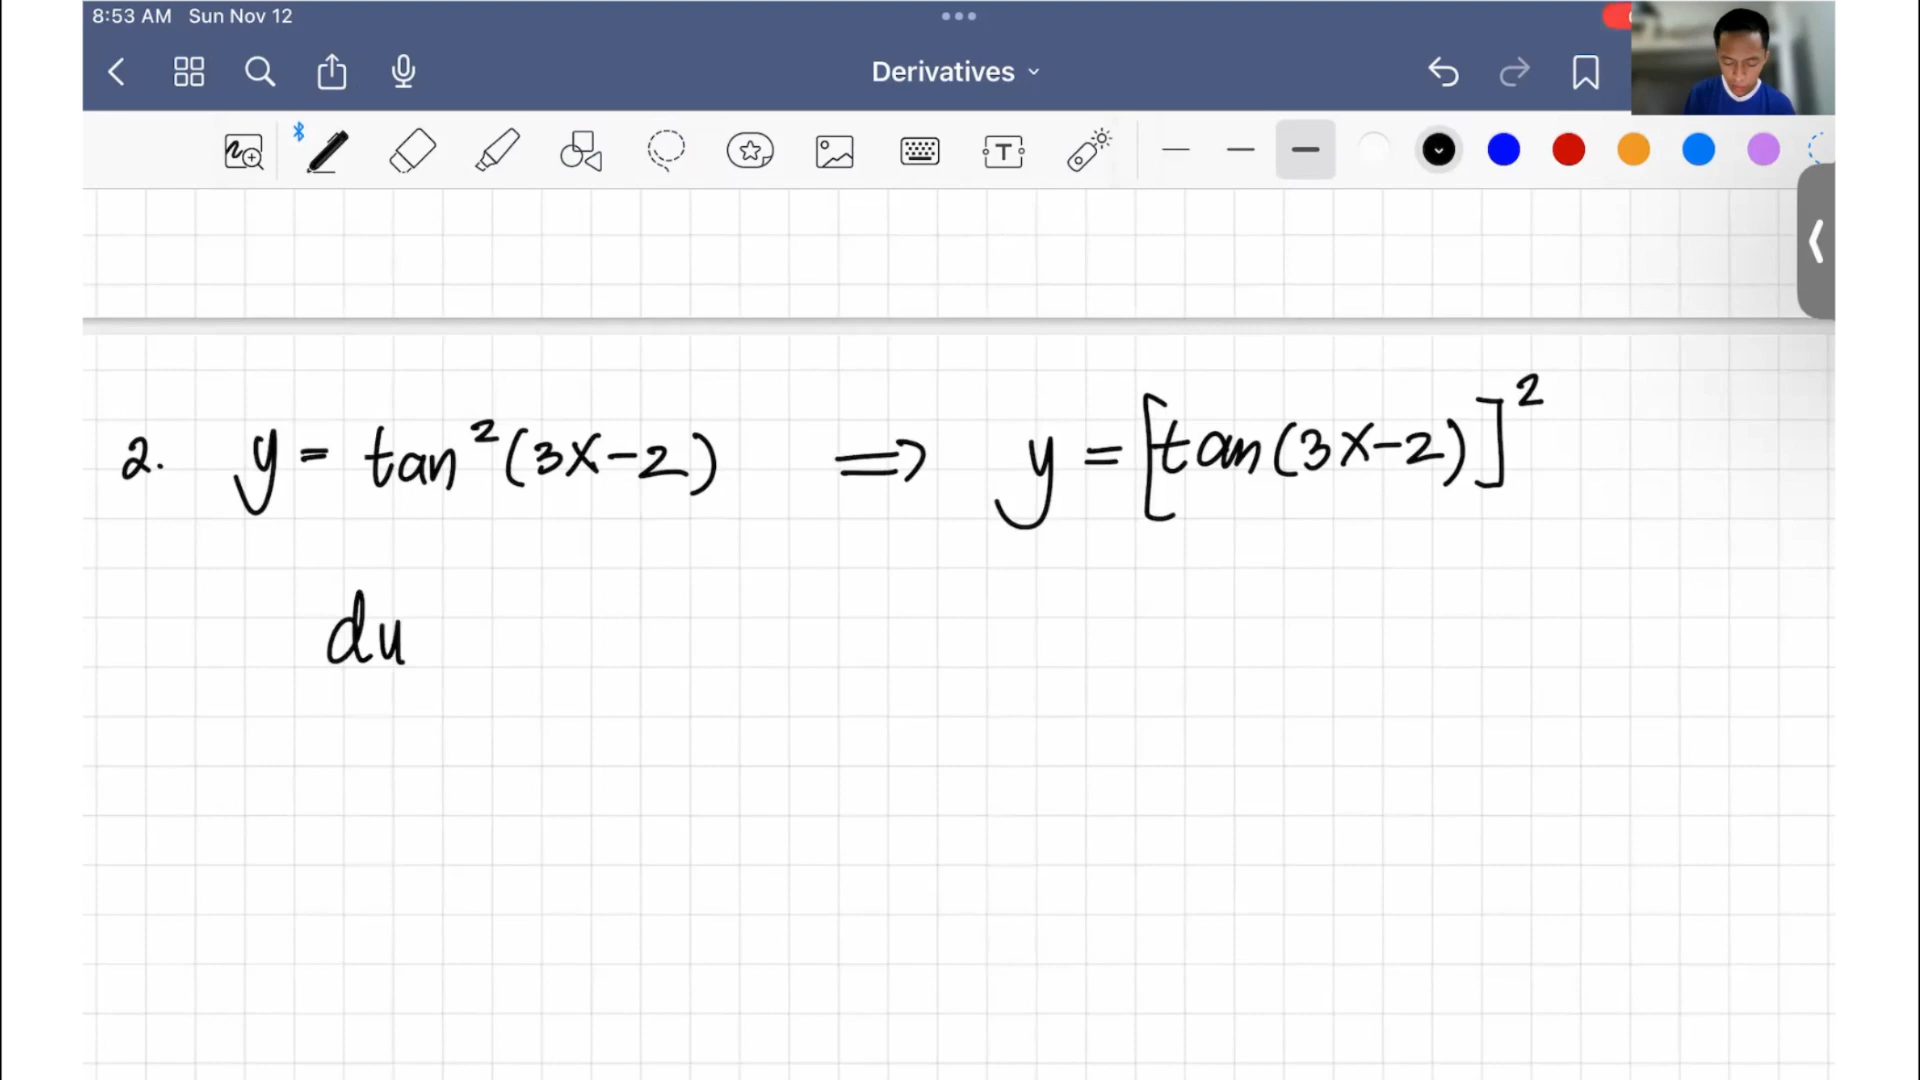 8:53 AM Sun Nov 12
Derivatives
T
2. y = tan²(3x-2) ⇒ y = [tan(3x-2)]²
du